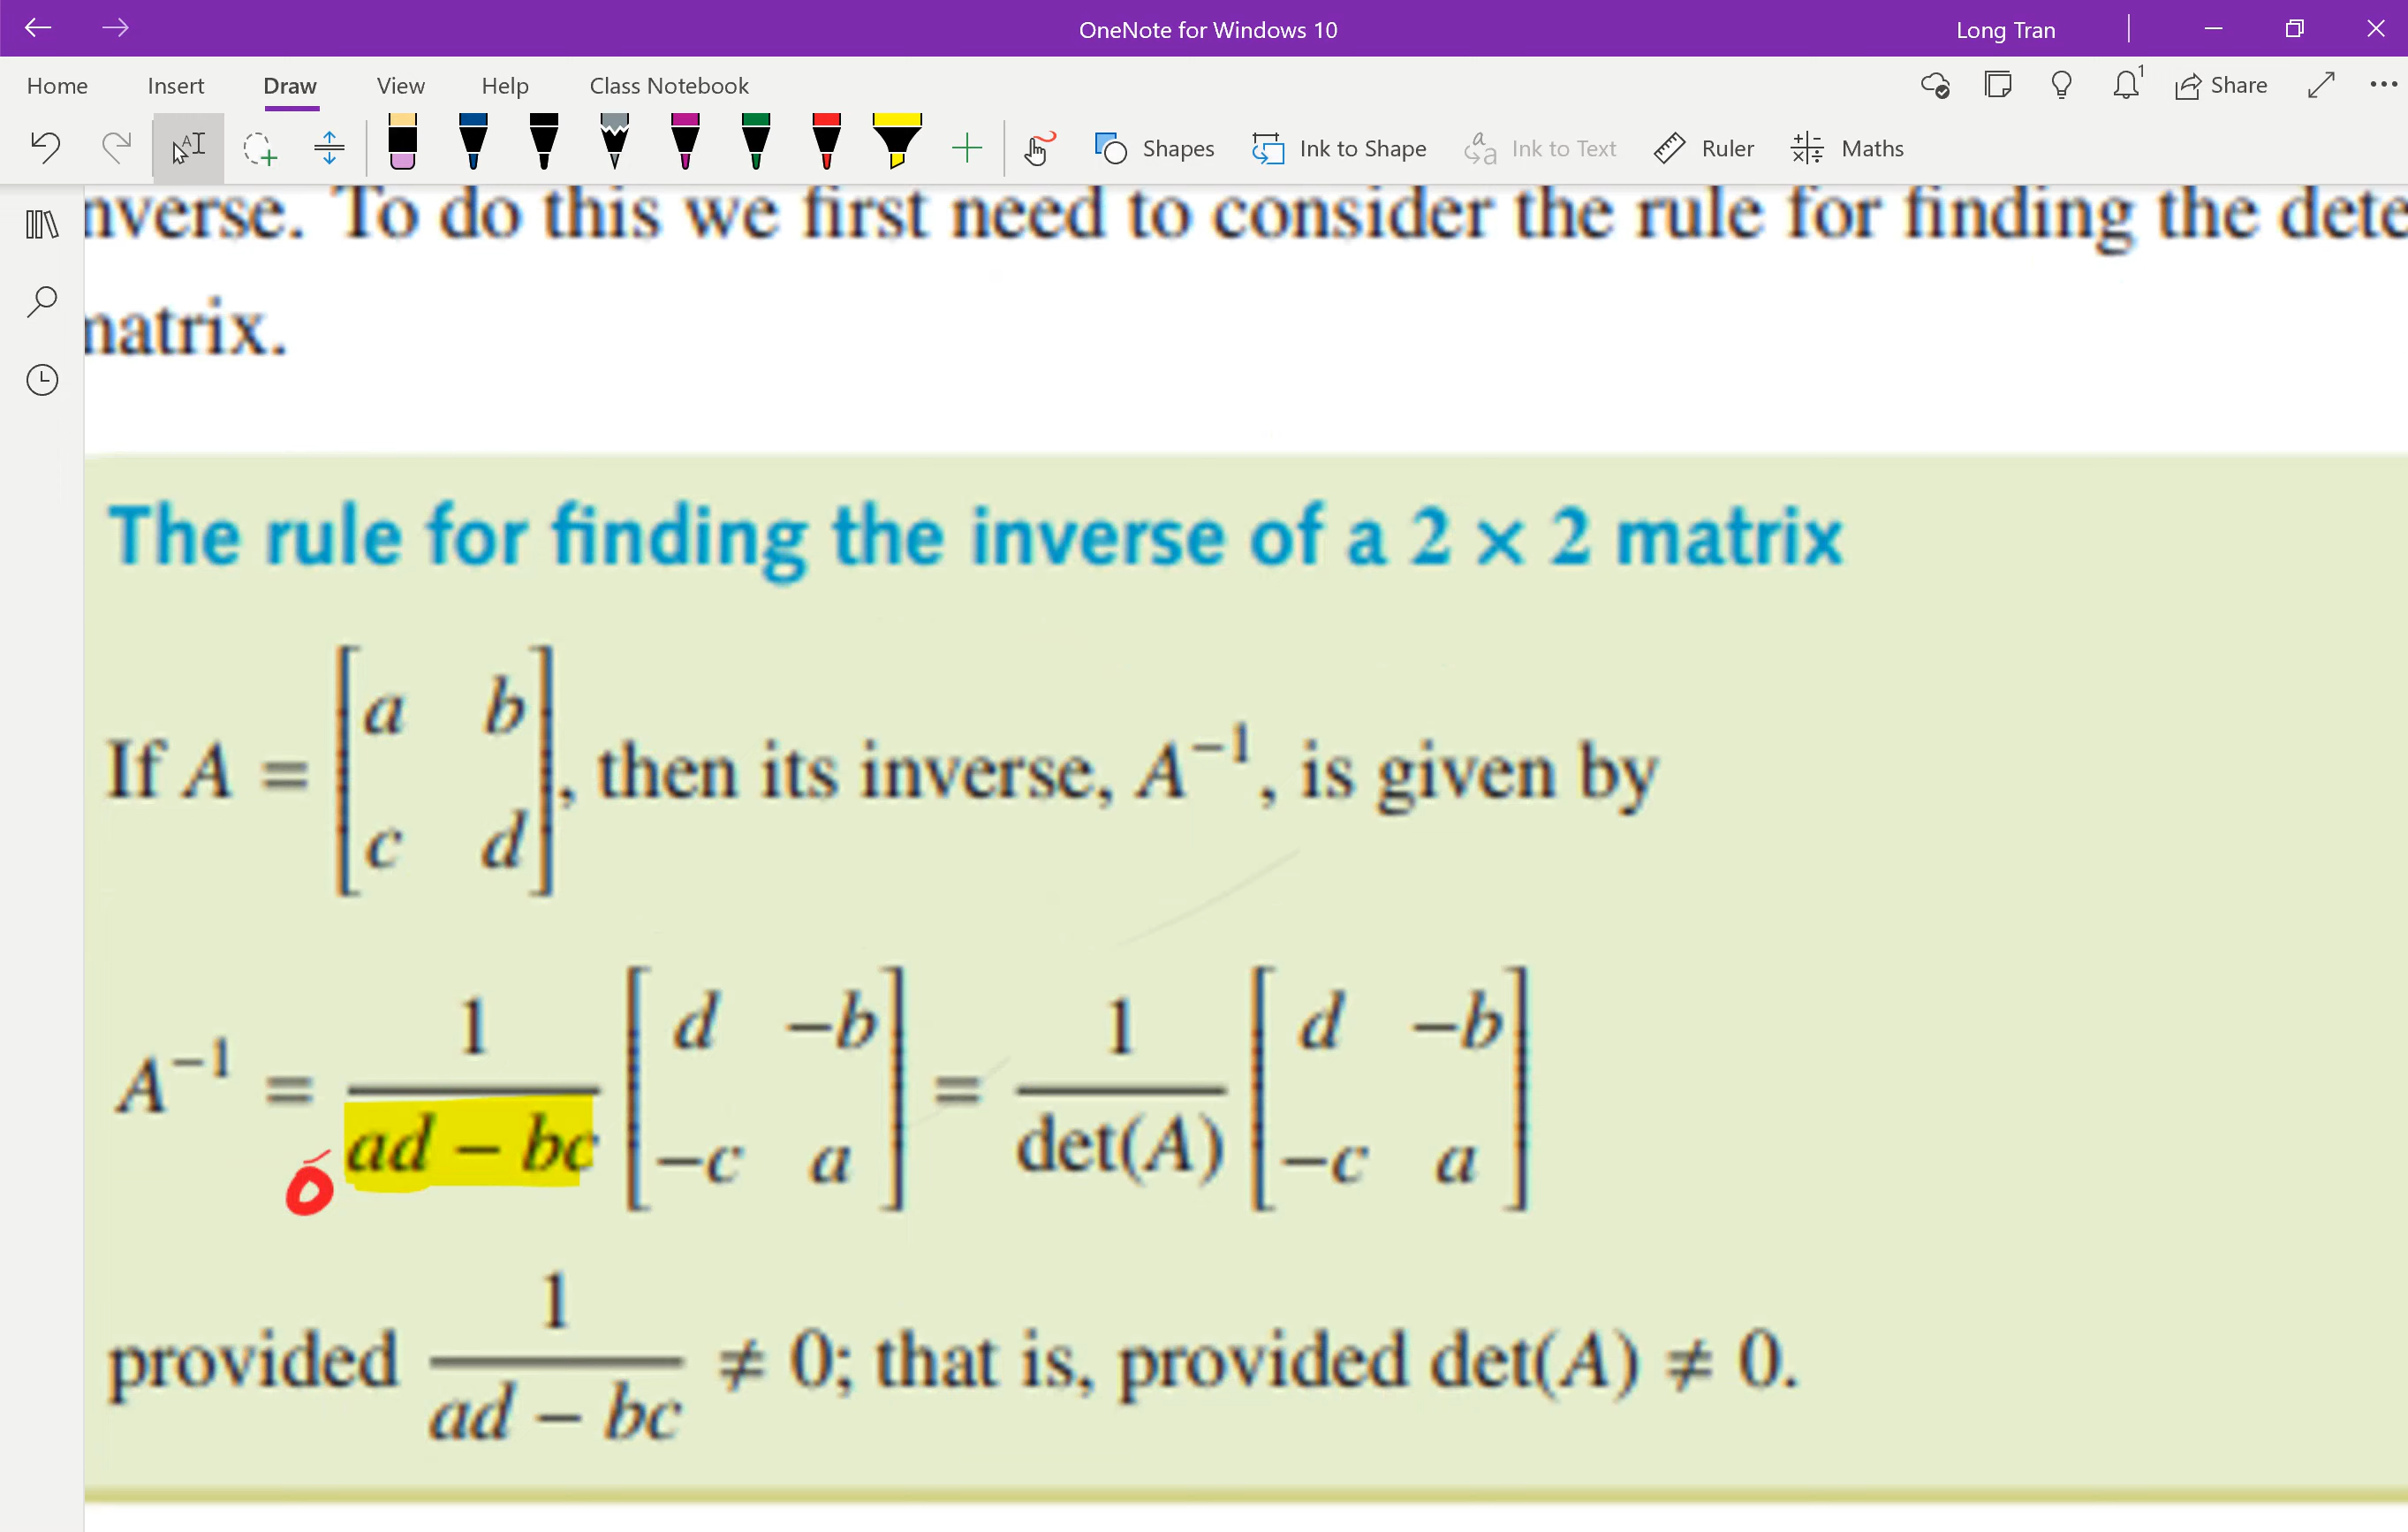 OneNote for Windows 10
Long Tran
Home Insert Draw View Help Class Notebook
1
Share
Shapes Ink to Shape Ink to Text Ruler Maths
nverse. To do this we first need to consider the rule for finding the dete
natrix.
The rule for finding the inverse of a 2 × 2 matrix
If A = [a b; c d], then its inverse, A⁻¹, is given by
A⁻¹ = 1/(ad − bc) [d −b; −c a] = 1/det(A) [d −b; −c a]
provided 1/(ad − bc) ≠ 0; that is, provided det(A) ≠ 0.